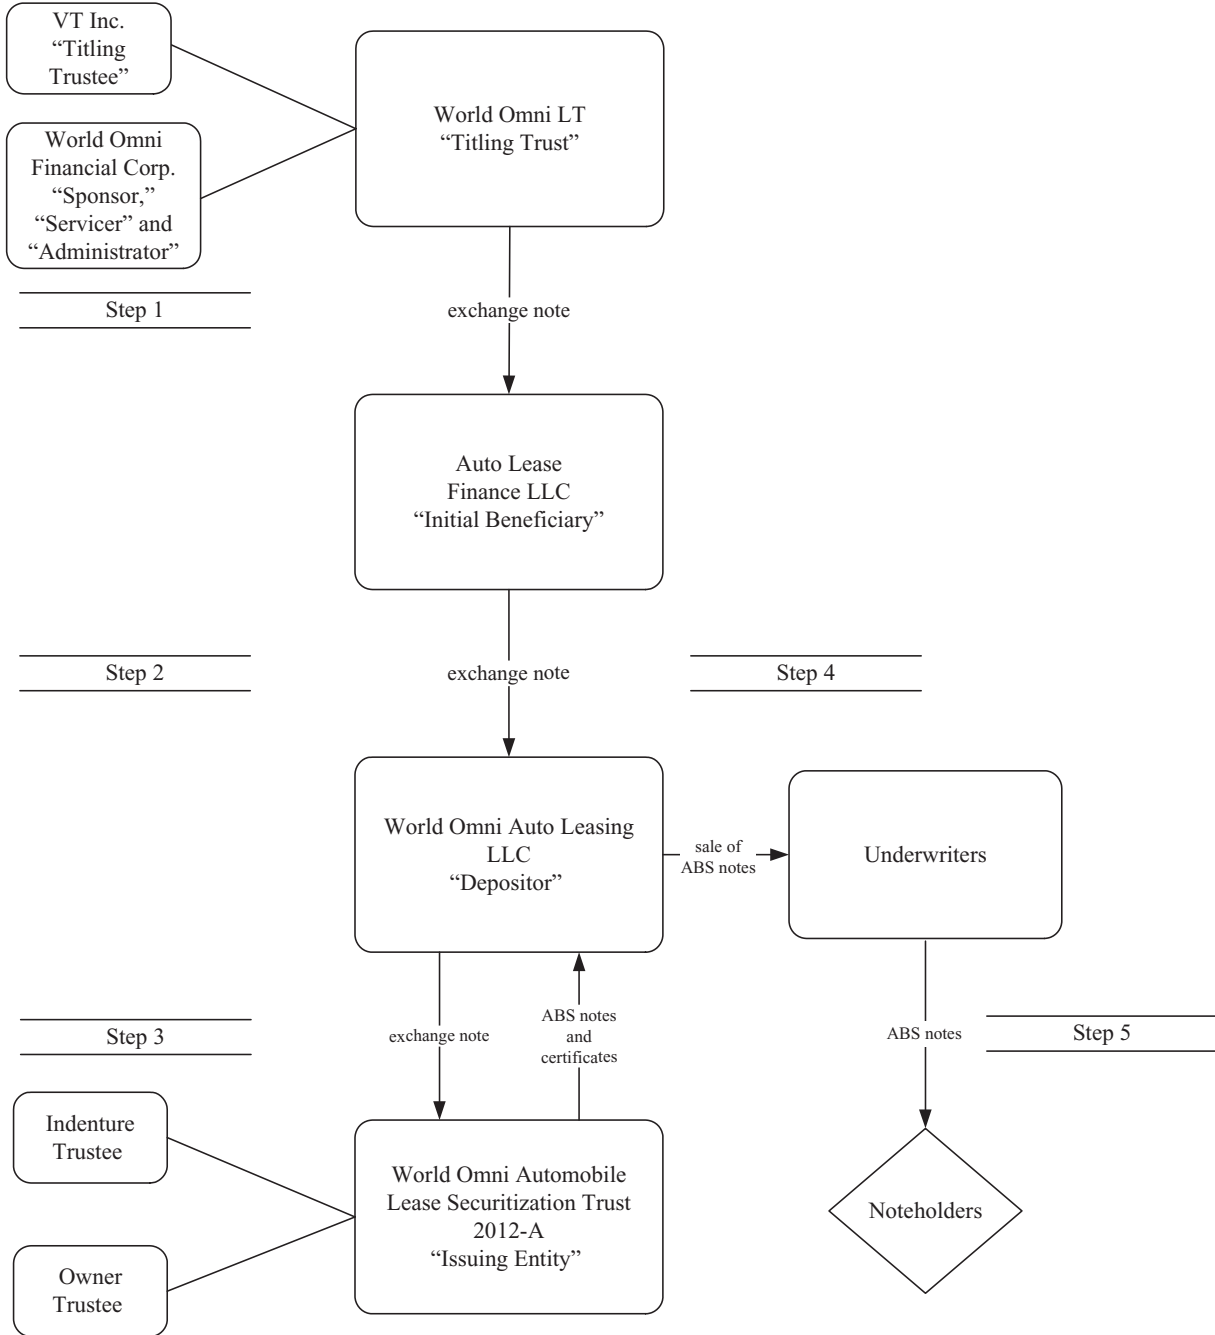 VT Inc.
“Titling
Trustee”
World Omni LT
“Titling Trust”
World Omni
Financial Corp.
“Sponsor,”
“Servicer” and
“Administrator”
Step 1
exchange note
Auto Lease
Finance LLC
“Initial Beneficiary”
Step 2
exchange note
Step 4
World Omni Auto Leasing
LLC
“Depositor”
sale of
ABS notes
Underwriters
Step 3
exchange note
ABS notes
and
certificates
ABS notes
Step 5
Indenture
Trustee
World Omni Automobile
Lease Securitization Trust
2012-A
“Issuing Entity”
Noteholders
Owner
Trustee